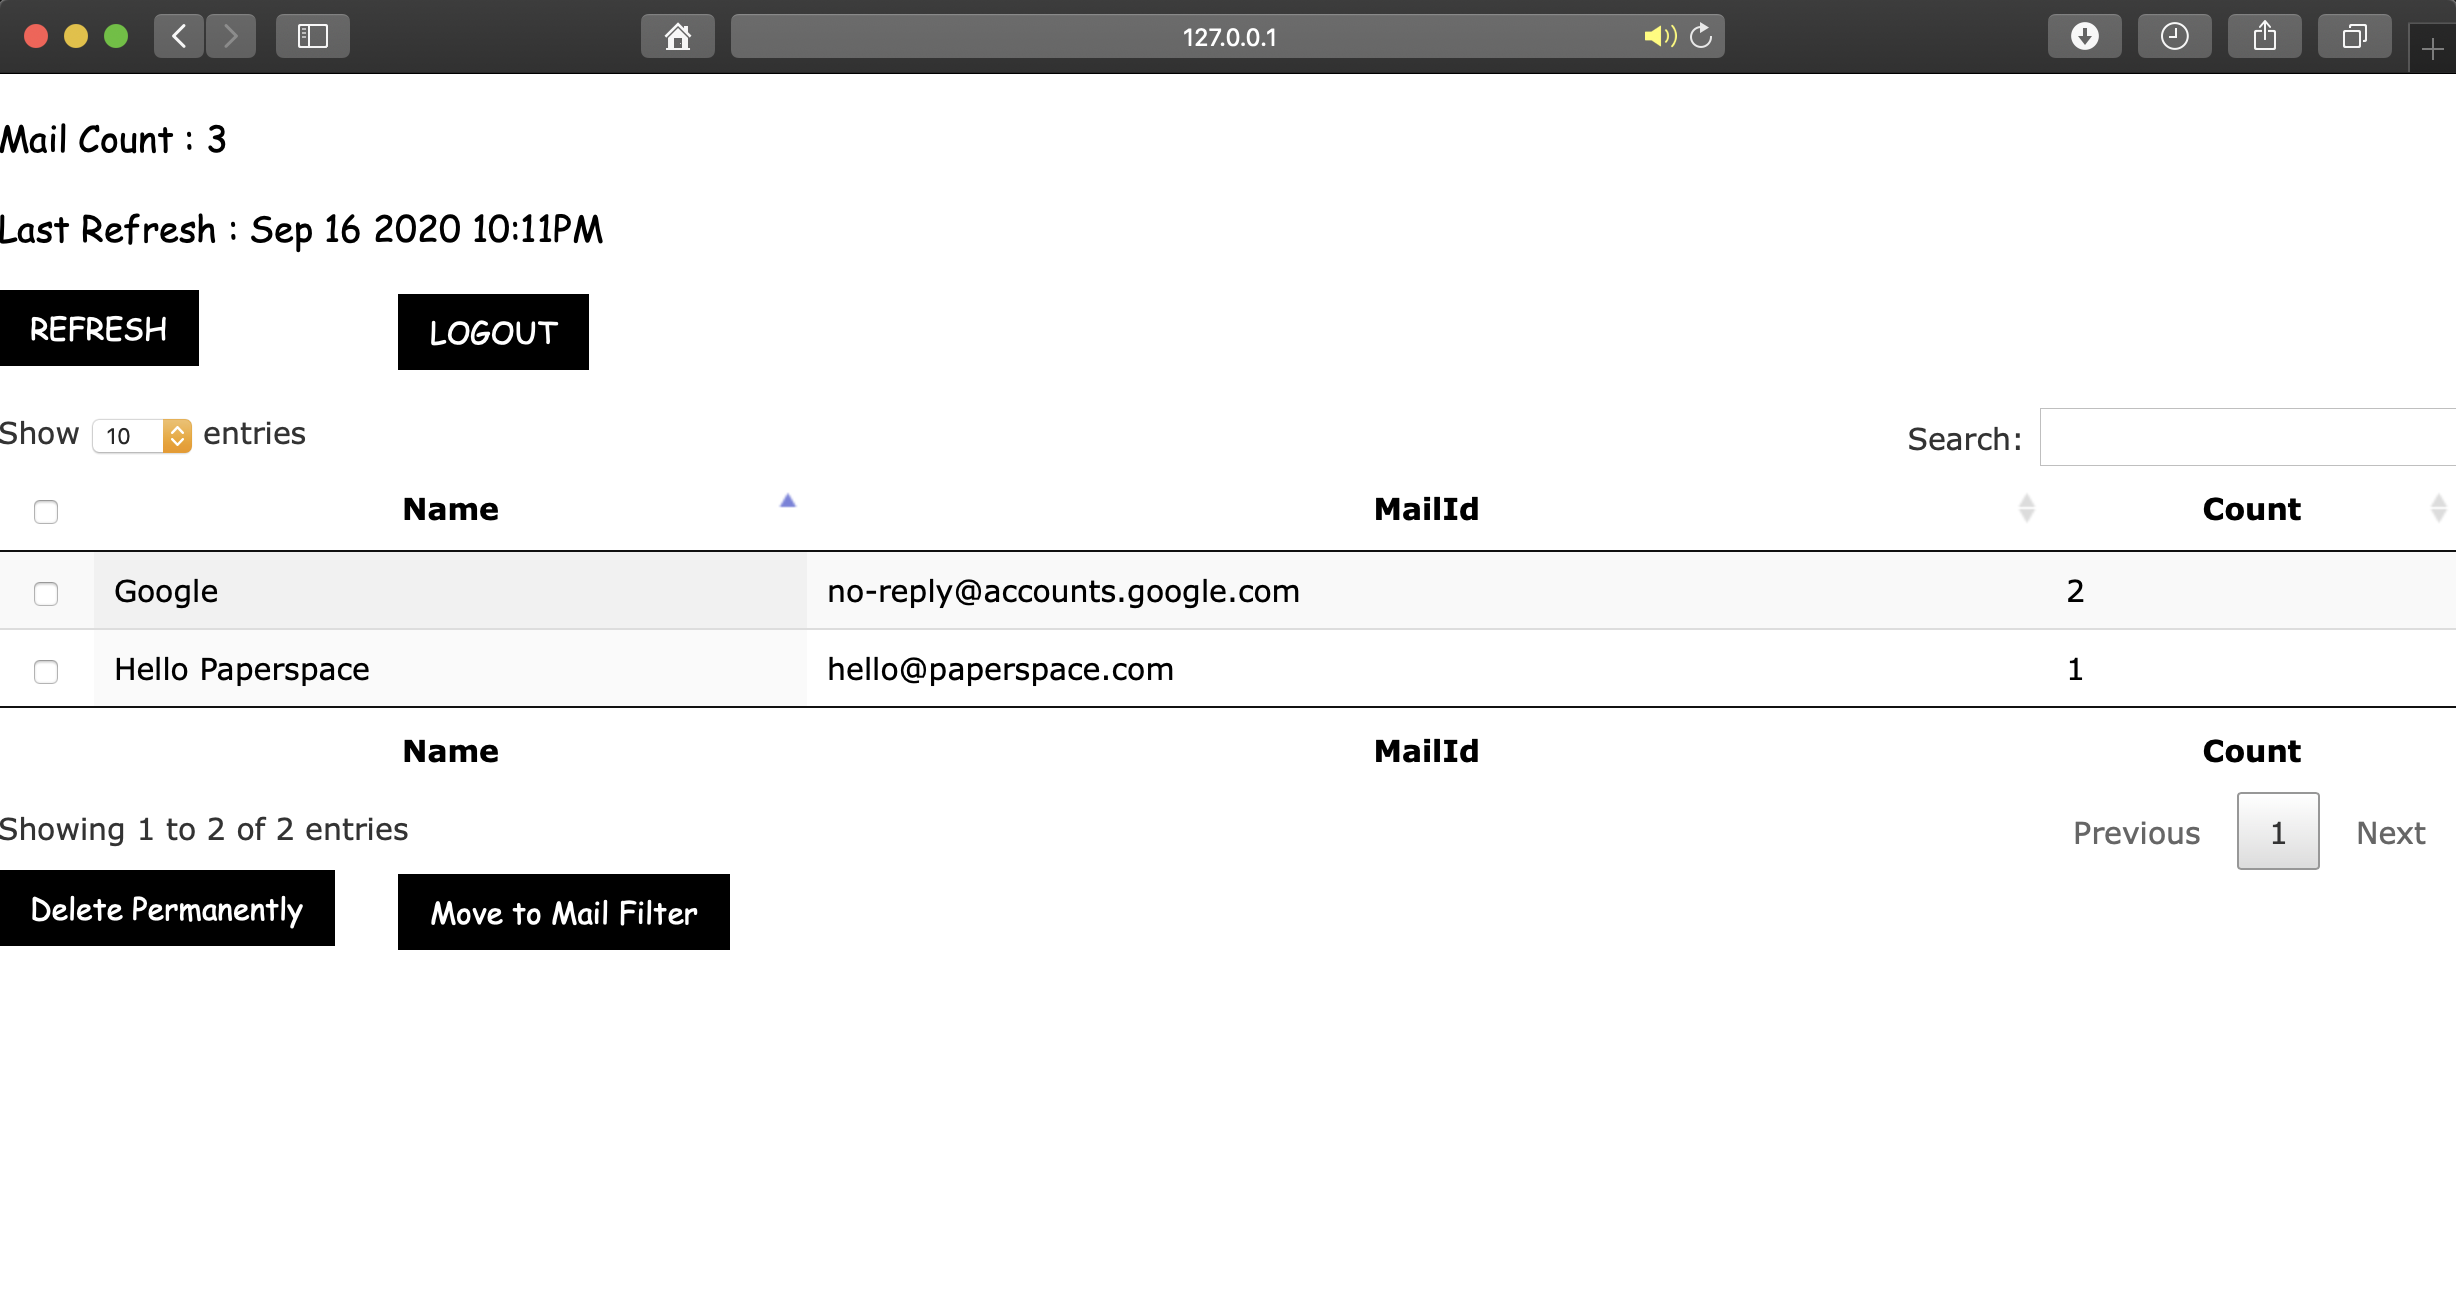 127.0.0.1
Mail Count : 3
Last Refresh : Sep 16 2020 10:11PM
REFRESH LOGOUT
Show 10 entries Search:
Name MailId Count
Google no-reply@accounts.google.com 2
Hello Paperspace hello@paperspace.com 1
Name MailId Count
Showing 1 to 2 of 2 entries Previous 1 Next
Delete Permanently Move to Mail Filter